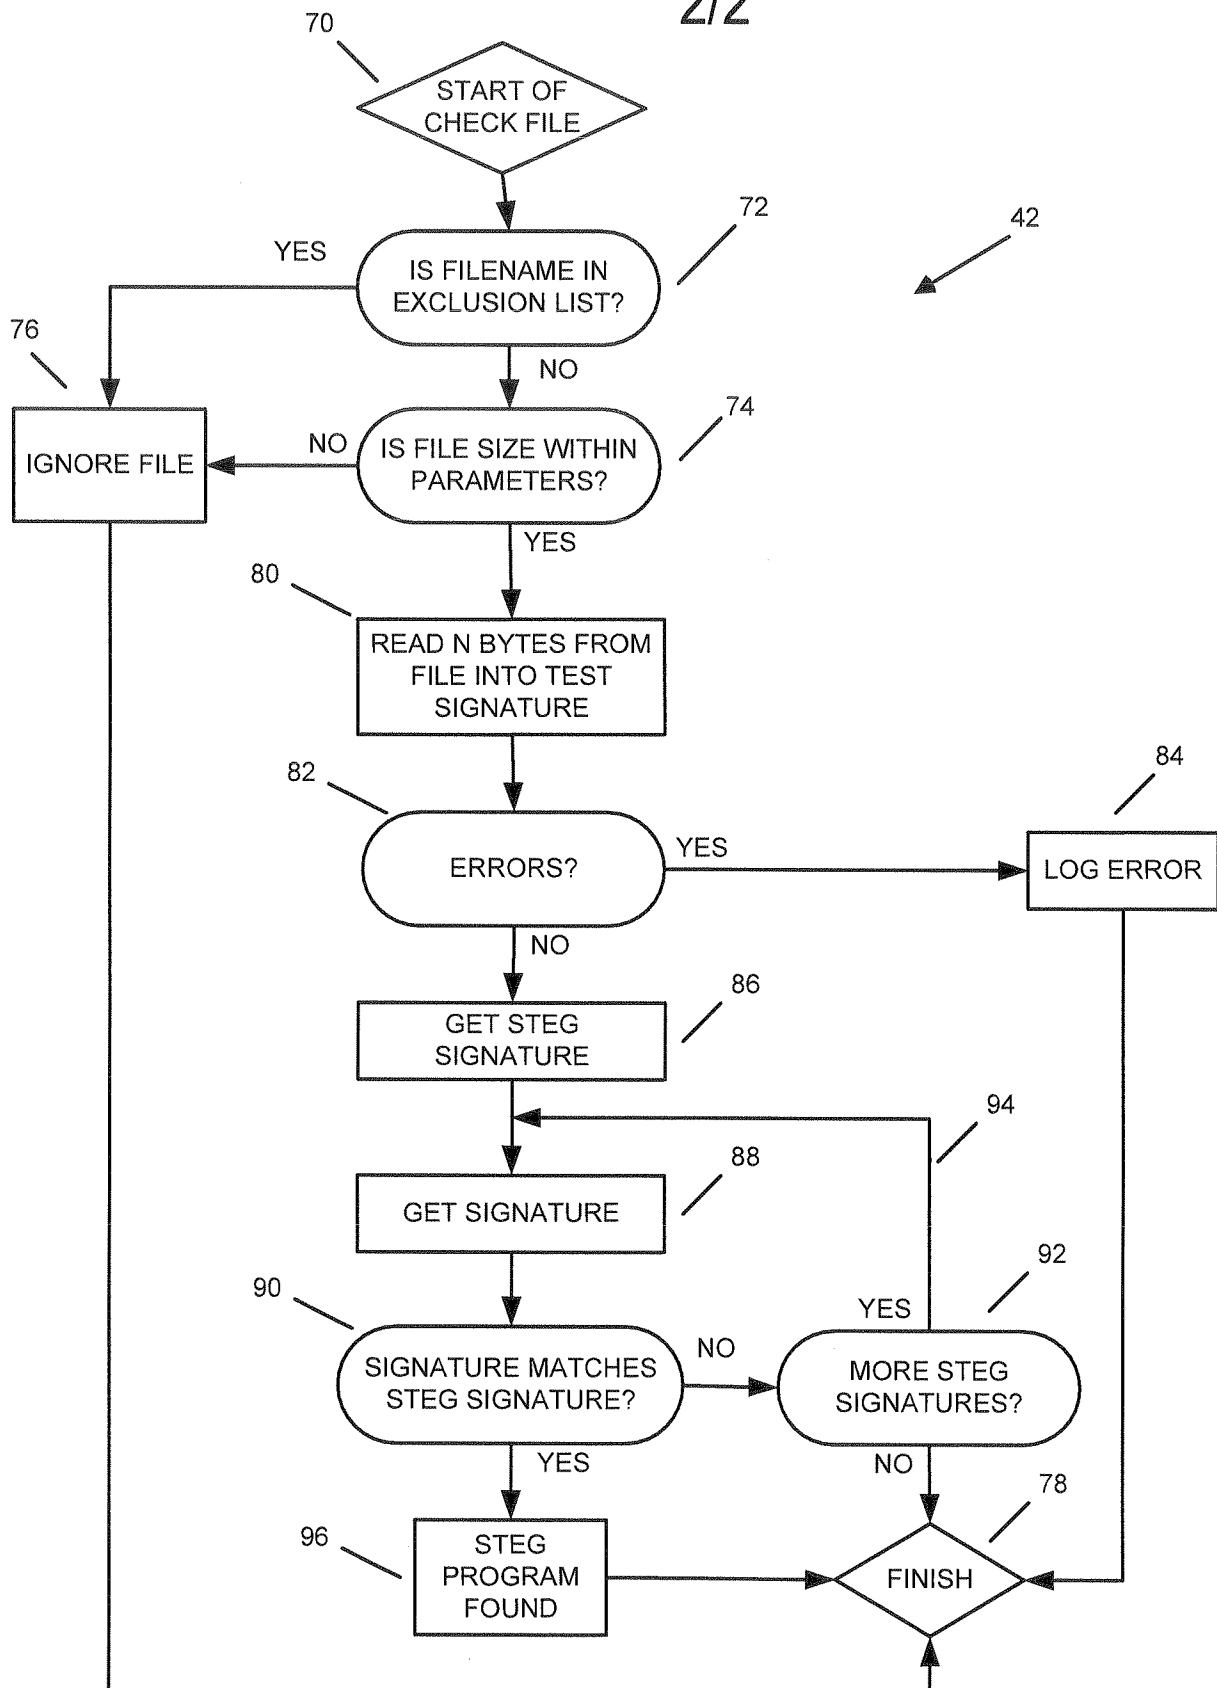 2/2
70
START OF
CHECK FILE
72
42
YES
IS FILENAME IN
EXCLUSION LIST?
76
NO
74
IGNORE FILE
NO
IS FILE SIZE WITHIN
PARAMETERS?
YES
80
READ N BYTES FROM
FILE INTO TEST
SIGNATURE
82
84
ERRORS?
YES
LOG ERROR
NO
86
GET STEG
SIGNATURE
94
88
GET SIGNATURE
90
92
YES
SIGNATURE MATCHES
STEG SIGNATURE?
NO
MORE STEG
SIGNATURES?
YES
NO
78
96
STEG
PROGRAM
FOUND
FINISH